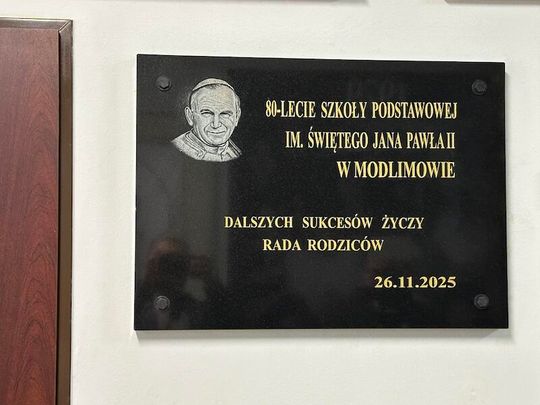 80-LECIE SZKOŁY PODSTAWOWEJ
IM. ŚWIĘTEGO JANA PAWŁA II
W MODLIMOWIE
DALSZYCH SUKCESÓW ŻYCZY
RADA RODZICÓW
26.11.2025